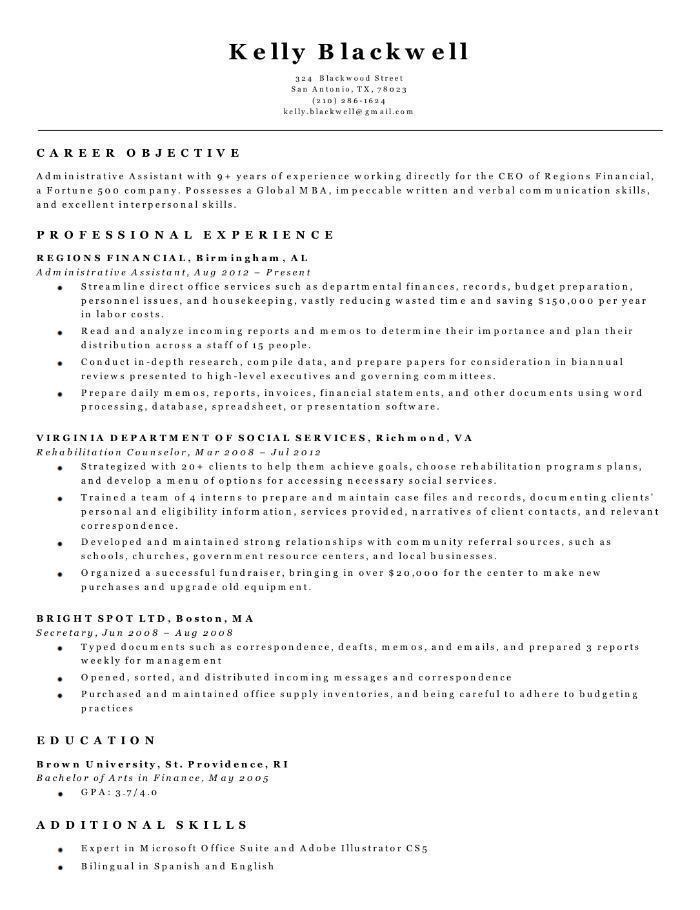 Kelly Blackwell
324 Blackwood Street
San Antonio, TX, 78023
(210) 286-1624
kelly.blackwell@gmail.com
CAREER OBJECTIVE
Administrative Assistant with 9+ years of experience working directly for the CEO of Regions Financial,
a Fortune 500 company. Possesses a Global MBA, impeccable written and verbal communication skills,
and excellent interpersonal skills.
PROFESSIONAL EXPERIENCE
REGIONS FINANCIAL, Birmingham, AL
Administrative Assistant, Aug 2012 – Present
• Streamline direct office services such as departmental finances, records, budget preparation,
personnel issues, and housekeeping, vastly reducing wasted time and saving $150,000 per year
in labor costs.
• Read and analyze incoming reports and memos to determine their importance and plan their
distribution across a staff of 15 people.
• Conduct in-depth research, compile data, and prepare papers for consideration in biannual
reviews presented to high-level executives and governing committees.
• Prepare daily memos, reports, invoices, financial statements, and other documents using word
processing, database, spreadsheet, or presentation software.
VIRGINIA DEPARTMENT OF SOCIAL SERVICES, Richmond, VA
Rehabilitation Counselor, Mar 2008 – Jul 2012
• Strategized with 20+ clients to help them achieve goals, choose rehabilitation programs plans,
and develop a menu of options for accessing necessary social services.
• Trained a team of 4 interns to prepare and maintain case files and records, documenting clients'
personal and eligibility information, services provided, narratives of client contacts, and relevant
correspondence.
• Developed and maintained strong relationships with community referral sources, such as
schools, churches, government resource centers, and local businesses.
• Organized a successful fundraiser, bringing in over $20,000 for the center to make new
purchases and upgrade old equipment.
BRIGHT SPOT LTD, Boston, MA
Secretary, Jun 2008 – Aug 2008
• Typed documents such as correspondence, deafts, memos, and emails, and prepared 3 reports
weekly for management
• Opened, sorted, and distributed incoming messages and correspondence
• Purchased and maintained office supply inventories, and being careful to adhere to budgeting
practices
EDUCATION
Brown University, St. Providence, RI
Bachelor of Arts in Finance, May 2005
• GPA: 3.7/4.0
ADDITIONAL SKILLS
• Expert in Microsoft Office Suite and Adobe Illustrator CS5
• Bilingual in Spanish and English